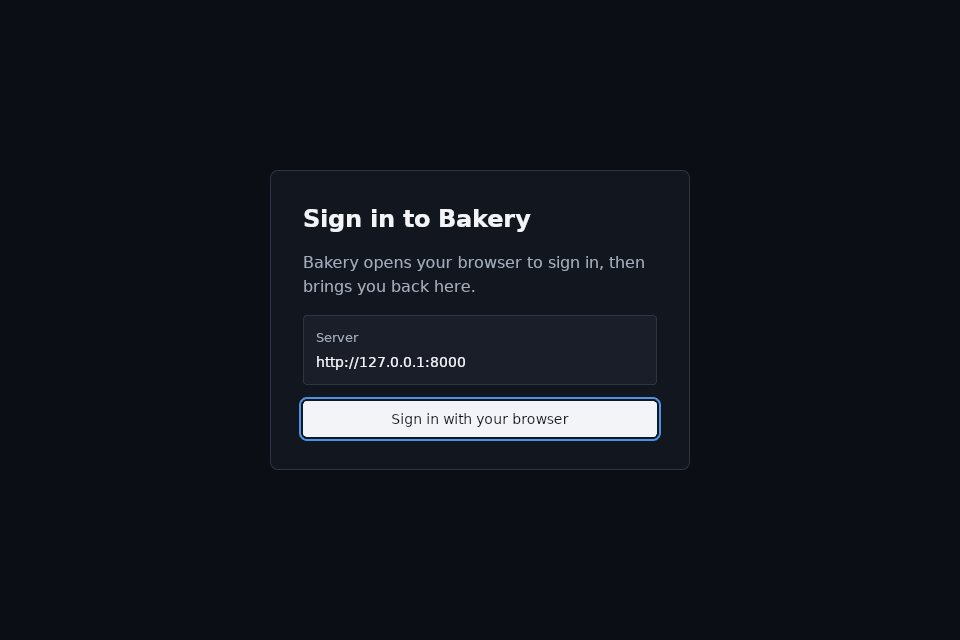 Sign in to Bakery
Bakery opens your browser to sign in, then
brings you back here.
Server
http://127.0.0.1:8000
Sign in with your browser